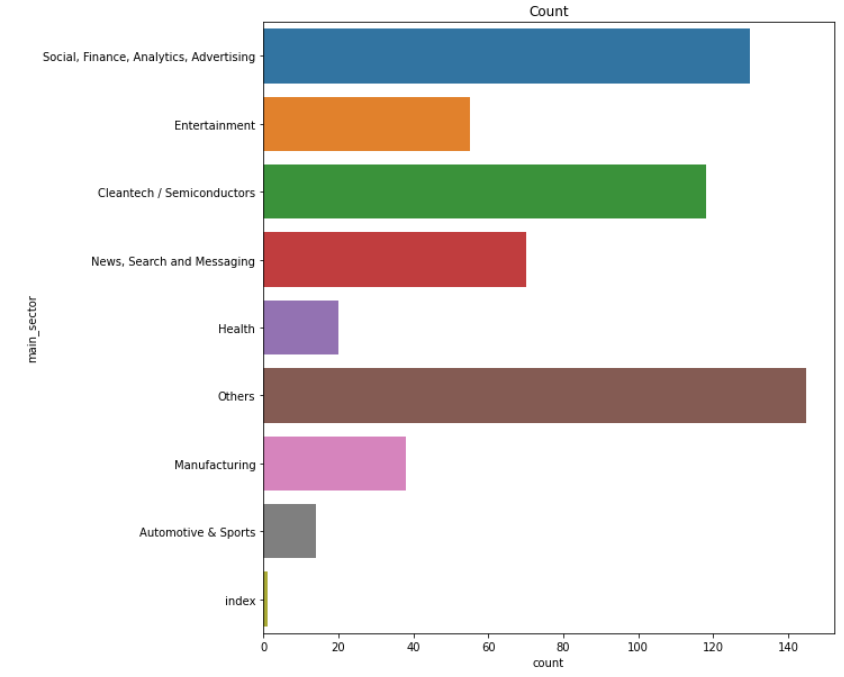 Count
Social, Finance, Analytics, Advertising
Entertainment
Cleantech / Semiconductors
News, Search and Messaging
Health
Others
Manufacturing
Automotive & Sports
index
main_sector
0 20 40 60 80 100 120 140
count